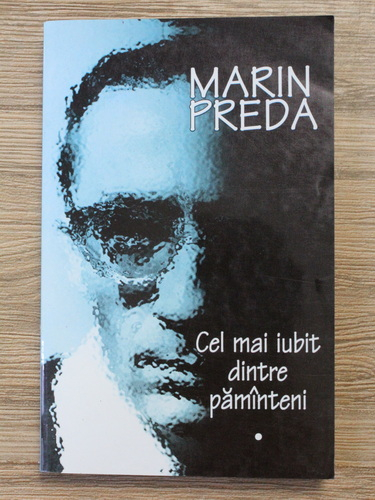 MARIN
PREDA
Cel mai iubit
dintre
pămînteni